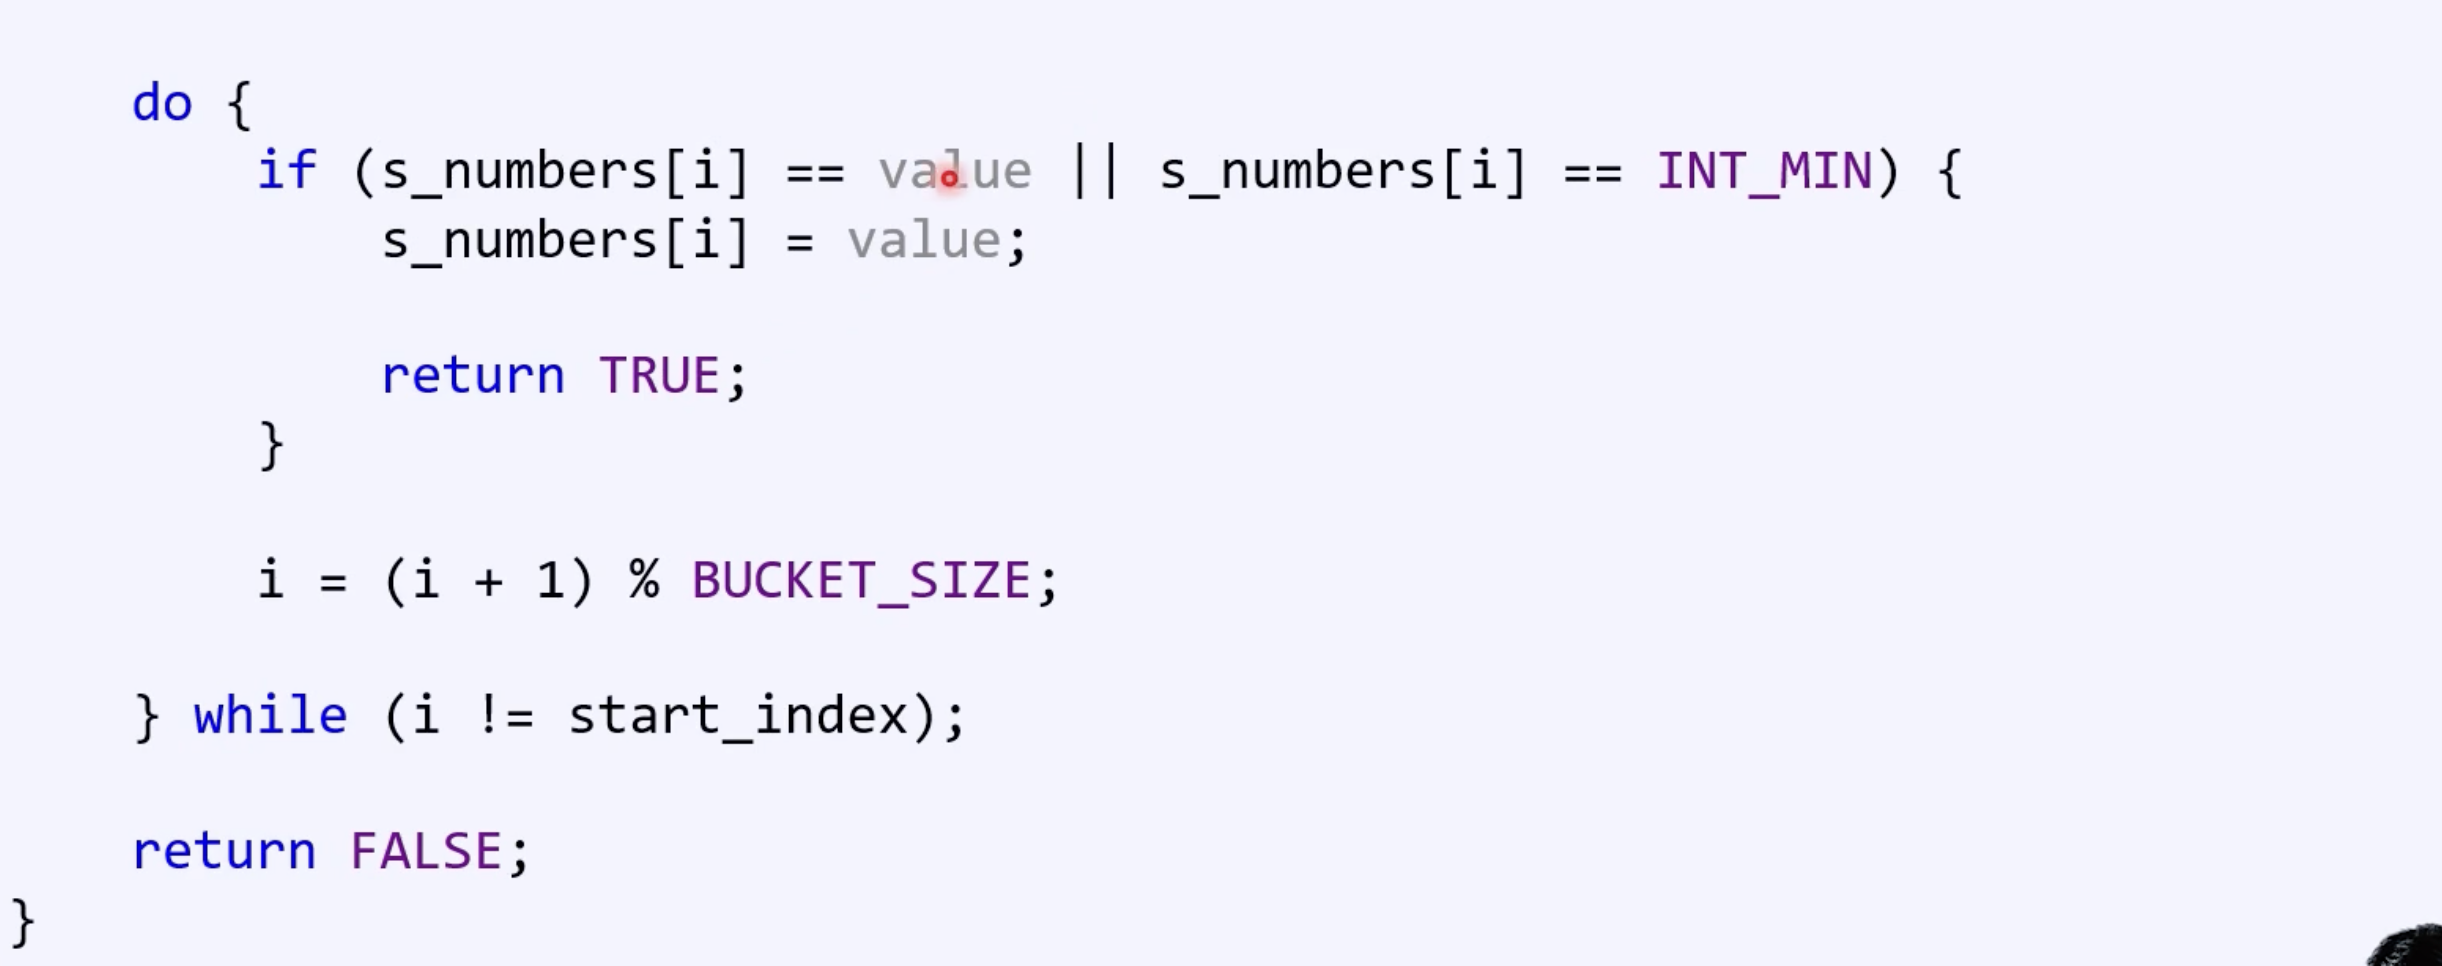 do {
if (s_numbers[i] == value || s_numbers[i] == INT_MIN) {
s_numbers[i] = value;
return TRUE;
}
i = (i + 1) % BUCKET_SIZE;
} while (i != start_index);
return FALSE;
}